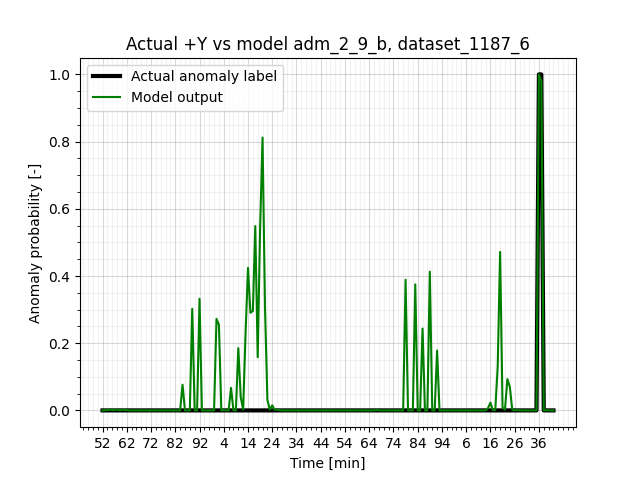 Actual +Y vs model adm_2_9_b, dataset_1187_6
Actual anomaly label
Model output
Anomaly probability [-]
1.0
0.8
0.6
0.4
0.2
0.0
52 62 72 82 92 4 14 24 34 44 54 64 74 84 94 6 16 26 36
Time [min]